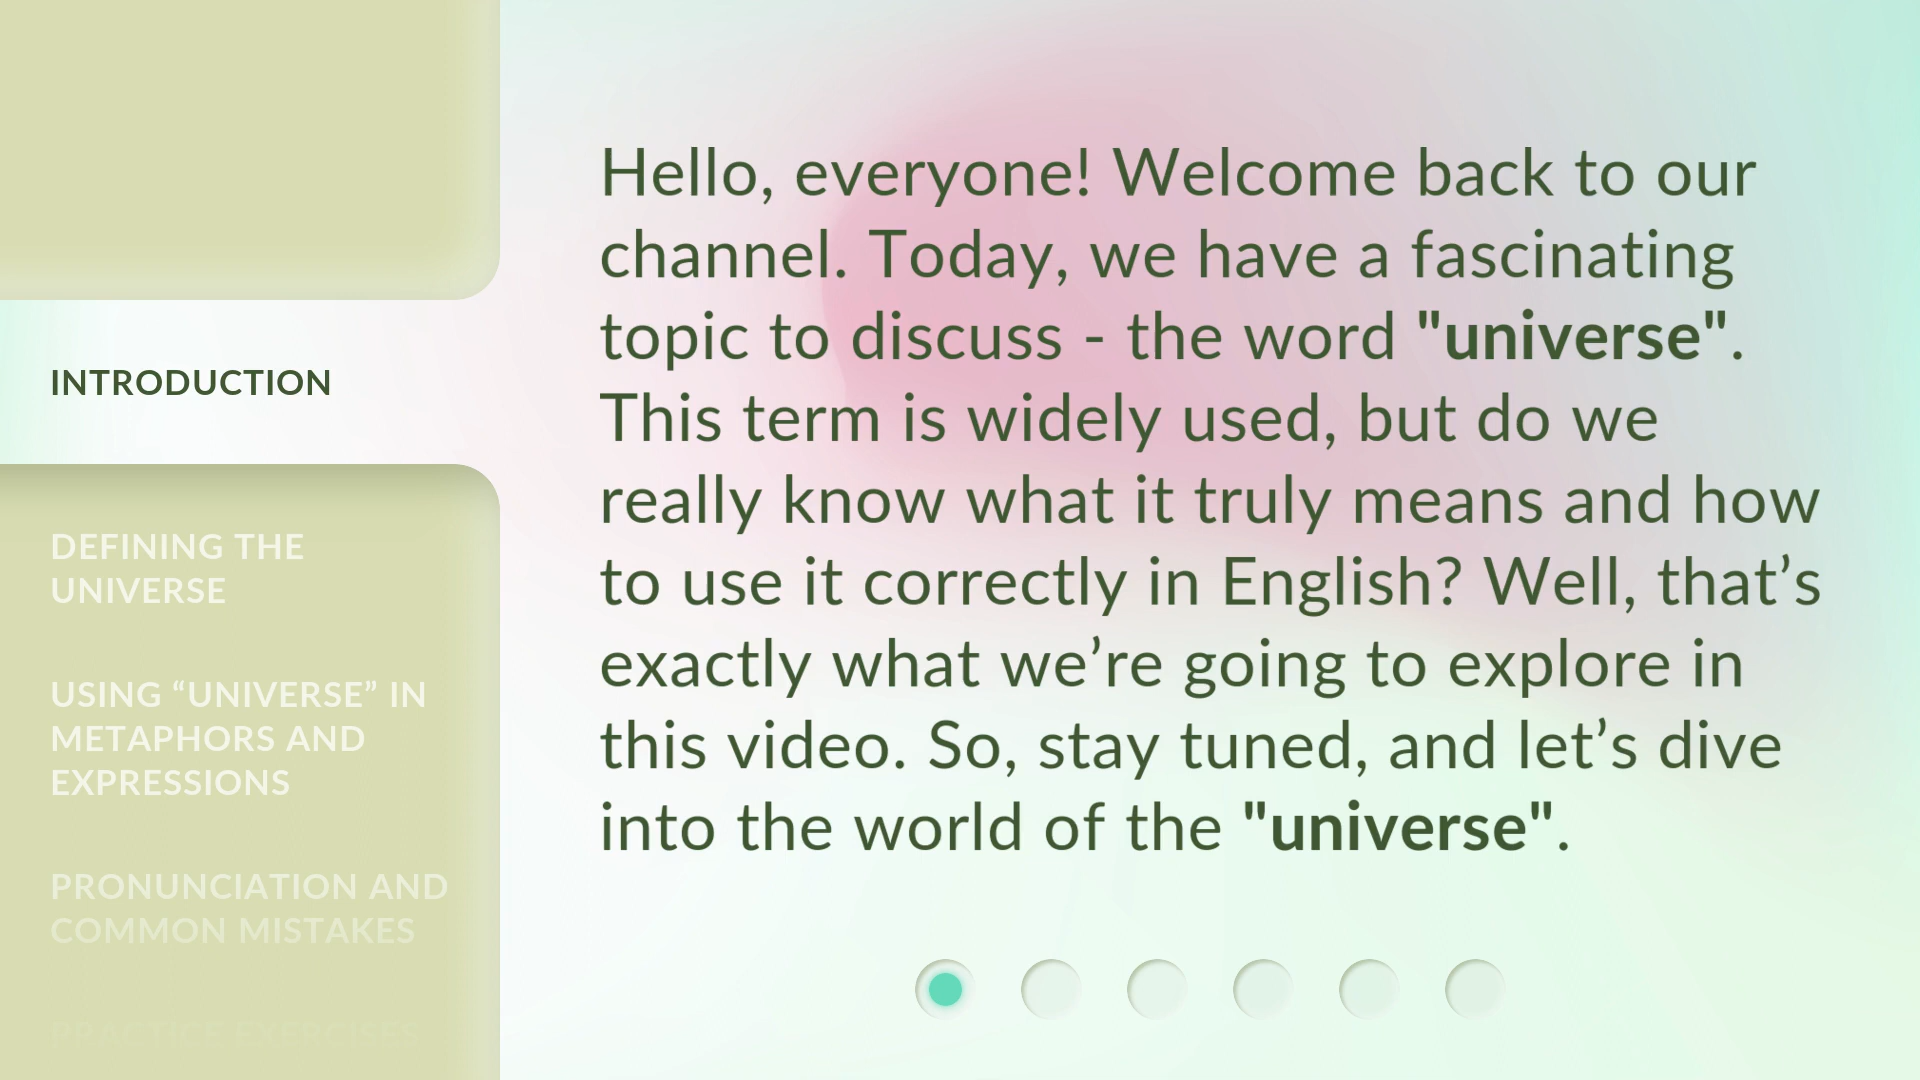 INTRODUCTION
DEFINING THE
UNIVERSE
USING “UNIVERSE” IN
METAPHORS AND
EXPRESSIONS
PRONUNCIATION AND
COMMON MISTAKES
PRACTICE EXERCISES
Hello, everyone! Welcome back to our
channel. Today, we have a fascinating
topic to discuss - the word "universe".
This term is widely used, but do we
really know what it truly means and how
to use it correctly in English? Well, that’s
exactly what we’re going to explore in
this video. So, stay tuned, and let’s dive
into the world of the "universe".